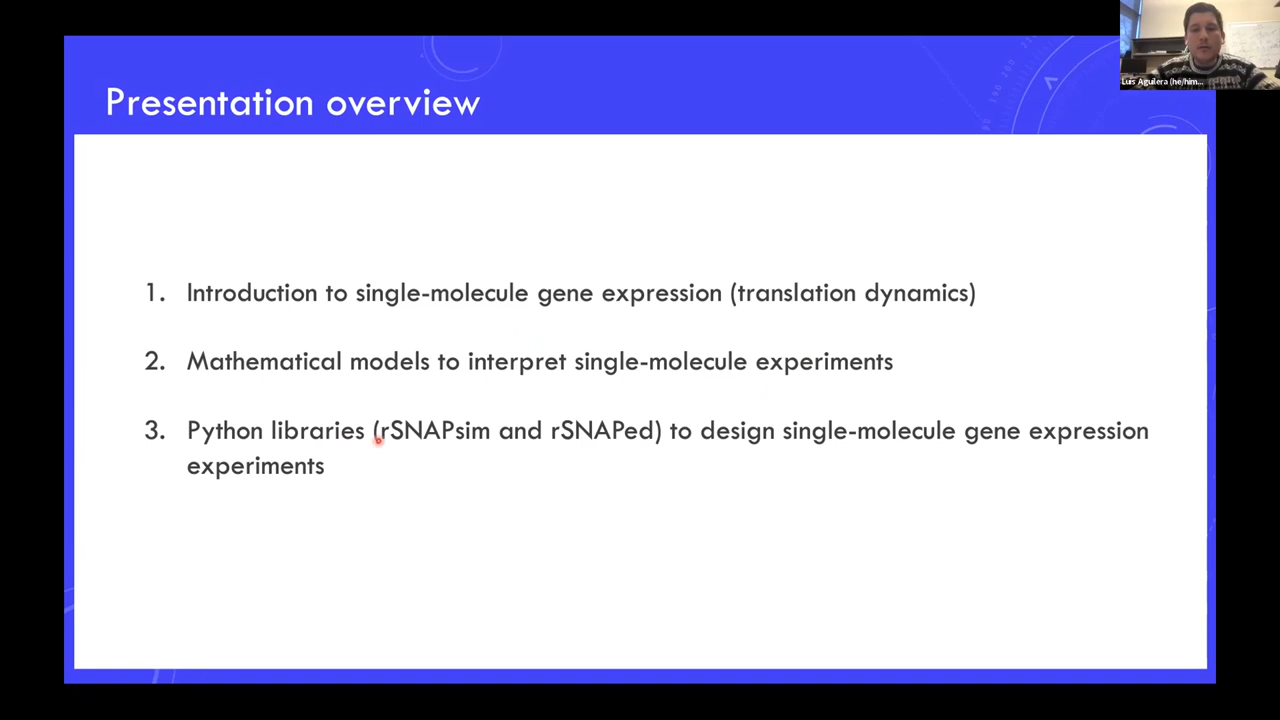 Presentation overview
Luis Aguilera (he/him...
1. Introduction to single-molecule gene expression (translation dynamics)
2. Mathematical models to interpret single-molecule experiments
3. Python libraries (rSNAPsim and rSNAPed) to design single-molecule gene expression
experiments